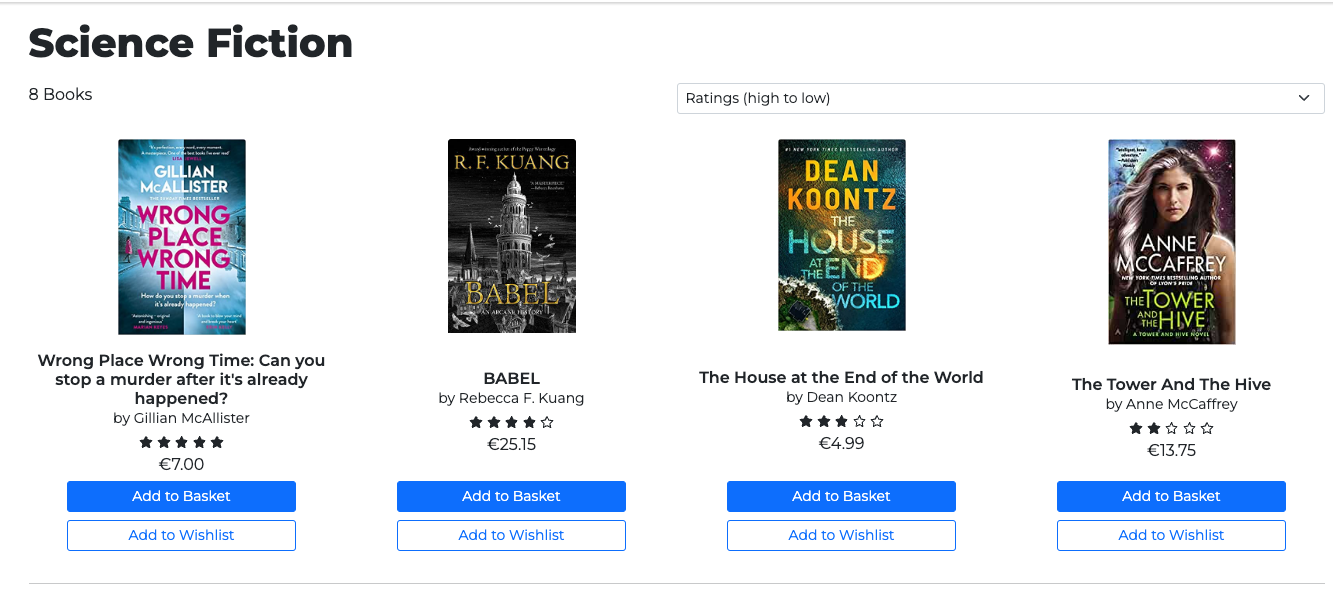 Science Fiction
8 Books
Ratings (high to low)
GILLIAN
McALLISTER
THE SUNDAY TIMES BESTSELLER
WRONG
PLACE
WRONG
TIME
How do you stop a murder when
it's already happened?
R. F. KUANG
BABEL
AN ARCANE HISTORY
#1 NEW YORK TIMES BESTSELLING AUTHOR
DEAN
KOONTZ
THE
HOUSE
AT
THE END
OF THE
WORLD
ANNE
McCAFFREY
NEW YORK TIMES BESTSELLING AUTHOR
OF LYON'S PRIDE
THE TOWER
AND
THE HIVE
A TOWER AND HIVE NOVEL
Wrong Place Wrong Time: Can you
stop a murder after it's already
happened?
by Gillian McAllister
€7.00
Add to Basket
Add to Wishlist
BABEL
by Rebecca F. Kuang
€25.15
Add to Basket
Add to Wishlist
The House at the End of the World
by Dean Koontz
€4.99
Add to Basket
Add to Wishlist
The Tower And The Hive
by Anne McCaffrey
€13.75
Add to Basket
Add to Wishlist